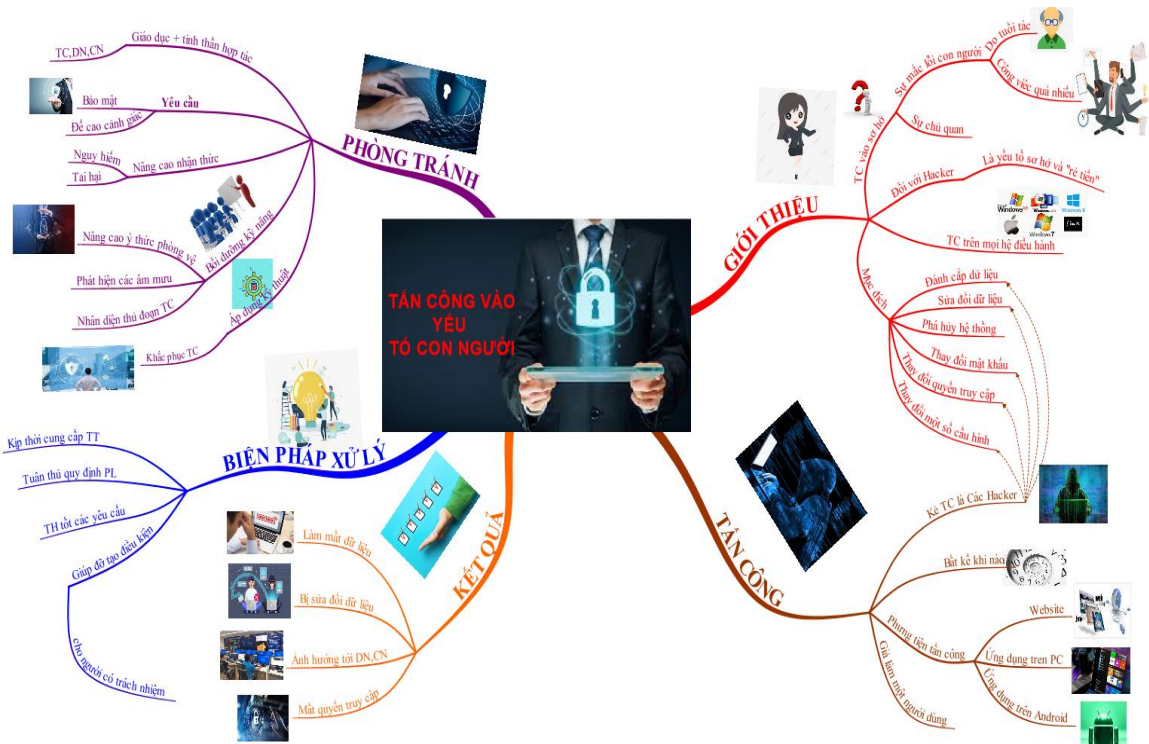 TẤN CÔNG VÀO
YẾU
TỐ CON NGƯỜI
GIỚI THIỆU
TC vào sơ hở
Sự mắc lỗi con người
Do tuổi tác
Công việc quá nhiều
Sự chủ quan
Đối với Hacker
Là yếu tố sơ hở và "rẻ tiền"
TC trên mọi hệ điều hành
Windows 7
Mục đích
Đánh cắp dử liệu
Sửa đổi dữ liệu
Phá hủy hệ thống
Thay đổi mật khẩu
Thay đổi quyền truy cập
Thay đổi một số cấu hình
TẤN CÔNG
Kẻ TC là Các Hacker
Bất kể khi nào
Phưng tiện tấn công
Website
Ứng dụng tren PC
Ứng dụng trên Android
Giả làm một người dùng
KẾT QUẢ
Làm mất dữ liệu
Bị sửa đổi dữ liệu
Ảnh hưởng tới DN,CN
Mất quyền truy cập
BIỆN PHÁP XỬ LÝ
Kịp thời cung cấp TT
Tuân thủ quy định PL
TH tốt các yêu cầu
Giúp đỡ tạo điều kiện
cho người có trách nhiệm
PHÒNG TRÁNH
Giáo dục + tinh thần hợp tác
TC,DN,CN
Yêu cầu
Bảo mật
Đề cao cảnh giác
Nâng cao nhận thức
Nguy hiểm
Tai hại
Bồi dưỡng kỹ năng
Nâng cao ý thức phòng vệ
Phát hiện các âm mưu
Nhân diện thủ đoạn TC
Áp dụng kỹ thuật
Khắc phục TC